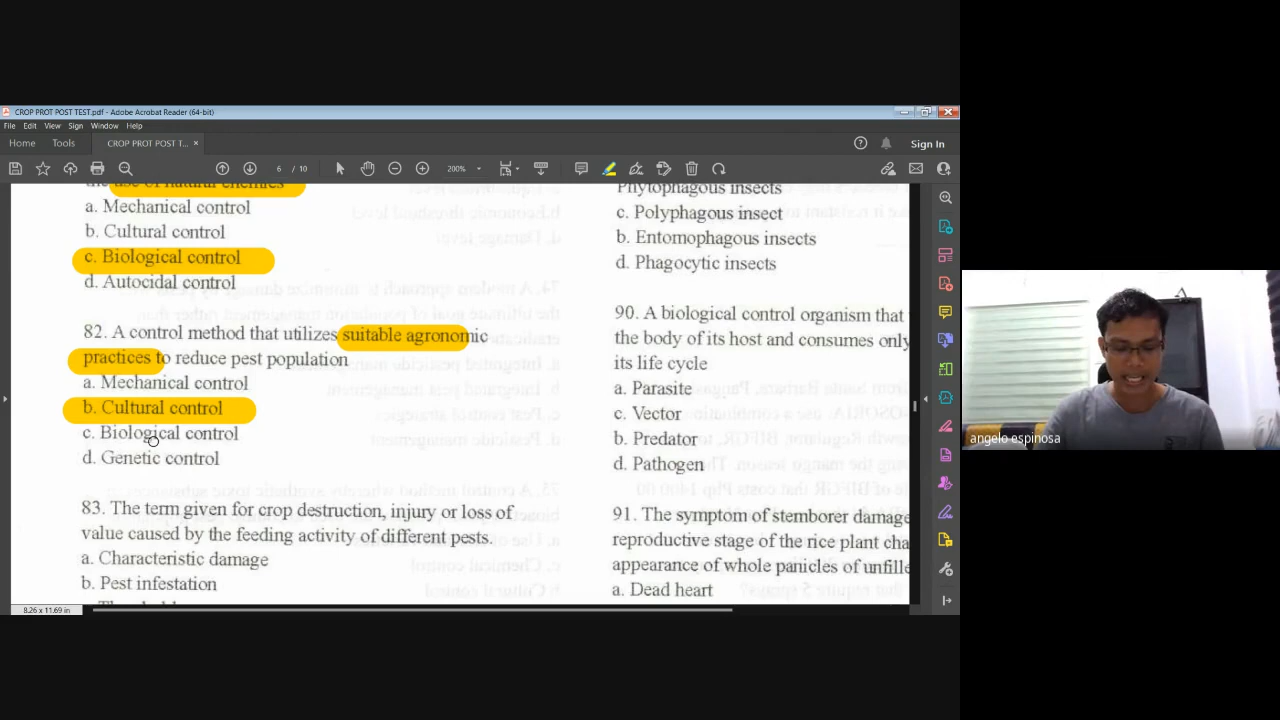 CROP PROT POST TEST.pdf - Adobe Acrobat Reader (64-bit)
File Edit View Sign Window Help
Home Tools CROP PROT POST T... × Sign In
6 / 10 200%
the use of natural enemies
a. Mechanical control
b. Cultural control
c. Biological control
d. Autocidal control
82. A control method that utilizes suitable agronomic
practices to reduce pest population
a. Mechanical control
b. Cultural control
c. Biological control
d. Genetic control
83. The term given for crop destruction, injury or loss of
value caused by the feeding activity of different pests.
a. Characteristic damage
b. Pest infestation
Phytophagous insects
c. Polyphagous insect
b. Entomophagous insects
d. Phagocytic insects
90. A biological control organism that
the body of its host and consumes only
its life cycle
a. Parasite
c. Vector
b. Predator
d. Pathogen
91. The symptom of stemborer damage
reproductive stage of the rice plant cha
appearance of whole panicles of unfille
a. Dead heart
8.26 x 11.69 in
angelo espinosa